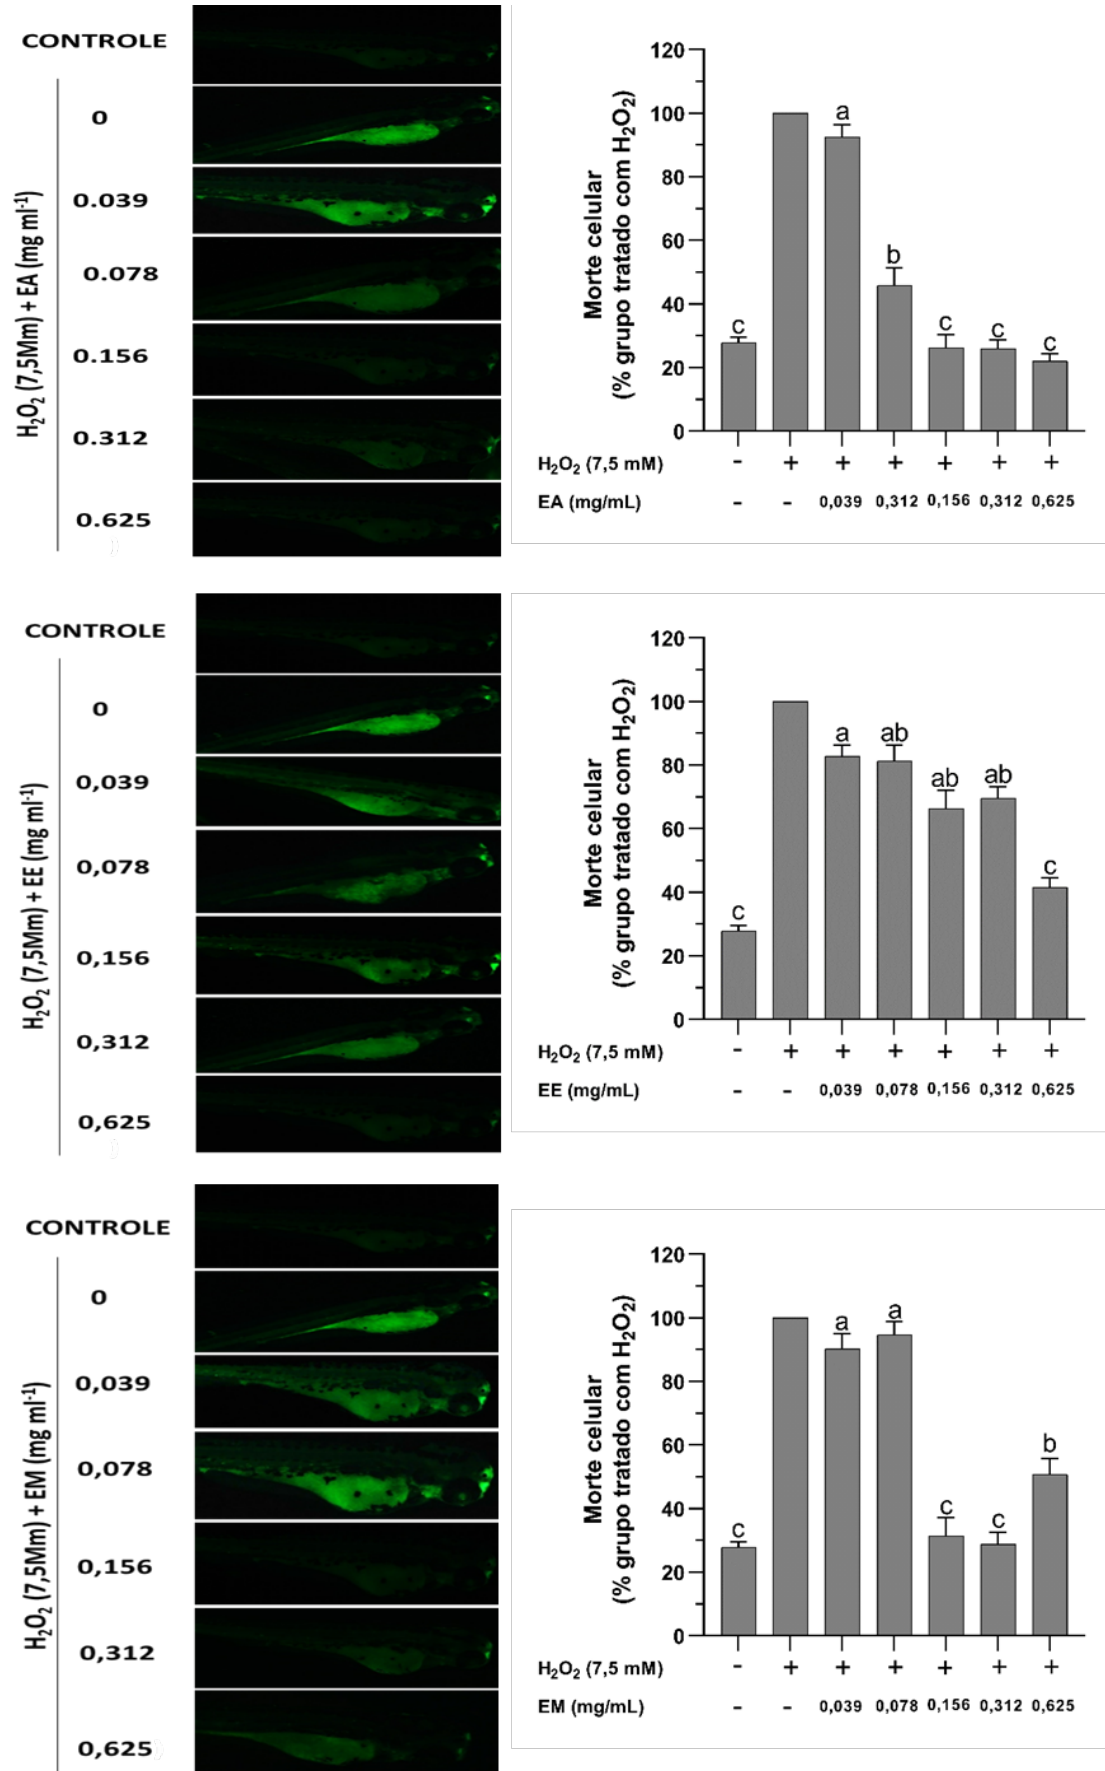 CONTROLE
0
0.039
0.078
0.156
0.312
0.625
H₂O₂ (7,5Mm) + EA (mg ml⁻¹)
Morte celular
(% grupo tratado com H₂O₂)
120
100
80
60
40
20
0
c
a
b
c
c
c
H₂O₂ (7,5 mM) - + + + + + +
EA (mg/mL) - - 0,039 0,312 0,156 0,312 0,625
CONTROLE
0
0,039
0,078
0,156
0,312
0,625
H₂O₂ (7,5Mm) + EE (mg ml⁻¹)
Morte celular
(% grupo tratado com H₂O₂)
120
100
80
60
40
20
0
c
a
ab
ab
ab
c
H₂O₂ (7,5 mM) - + + + + + +
EE (mg/mL) - - 0,039 0,078 0,156 0,312 0,625
CONTROLE
0
0,039
0,078
0,156
0,312
0,625
H₂O₂ (7,5Mm) + EM (mg ml⁻¹)
Morte celular
(% grupo tratado com H₂O₂)
120
100
80
60
40
20
0
c
a
a
c
c
b
H₂O₂ (7,5 mM) - + + + + + +
EM (mg/mL) - - 0,039 0,078 0,156 0,312 0,625